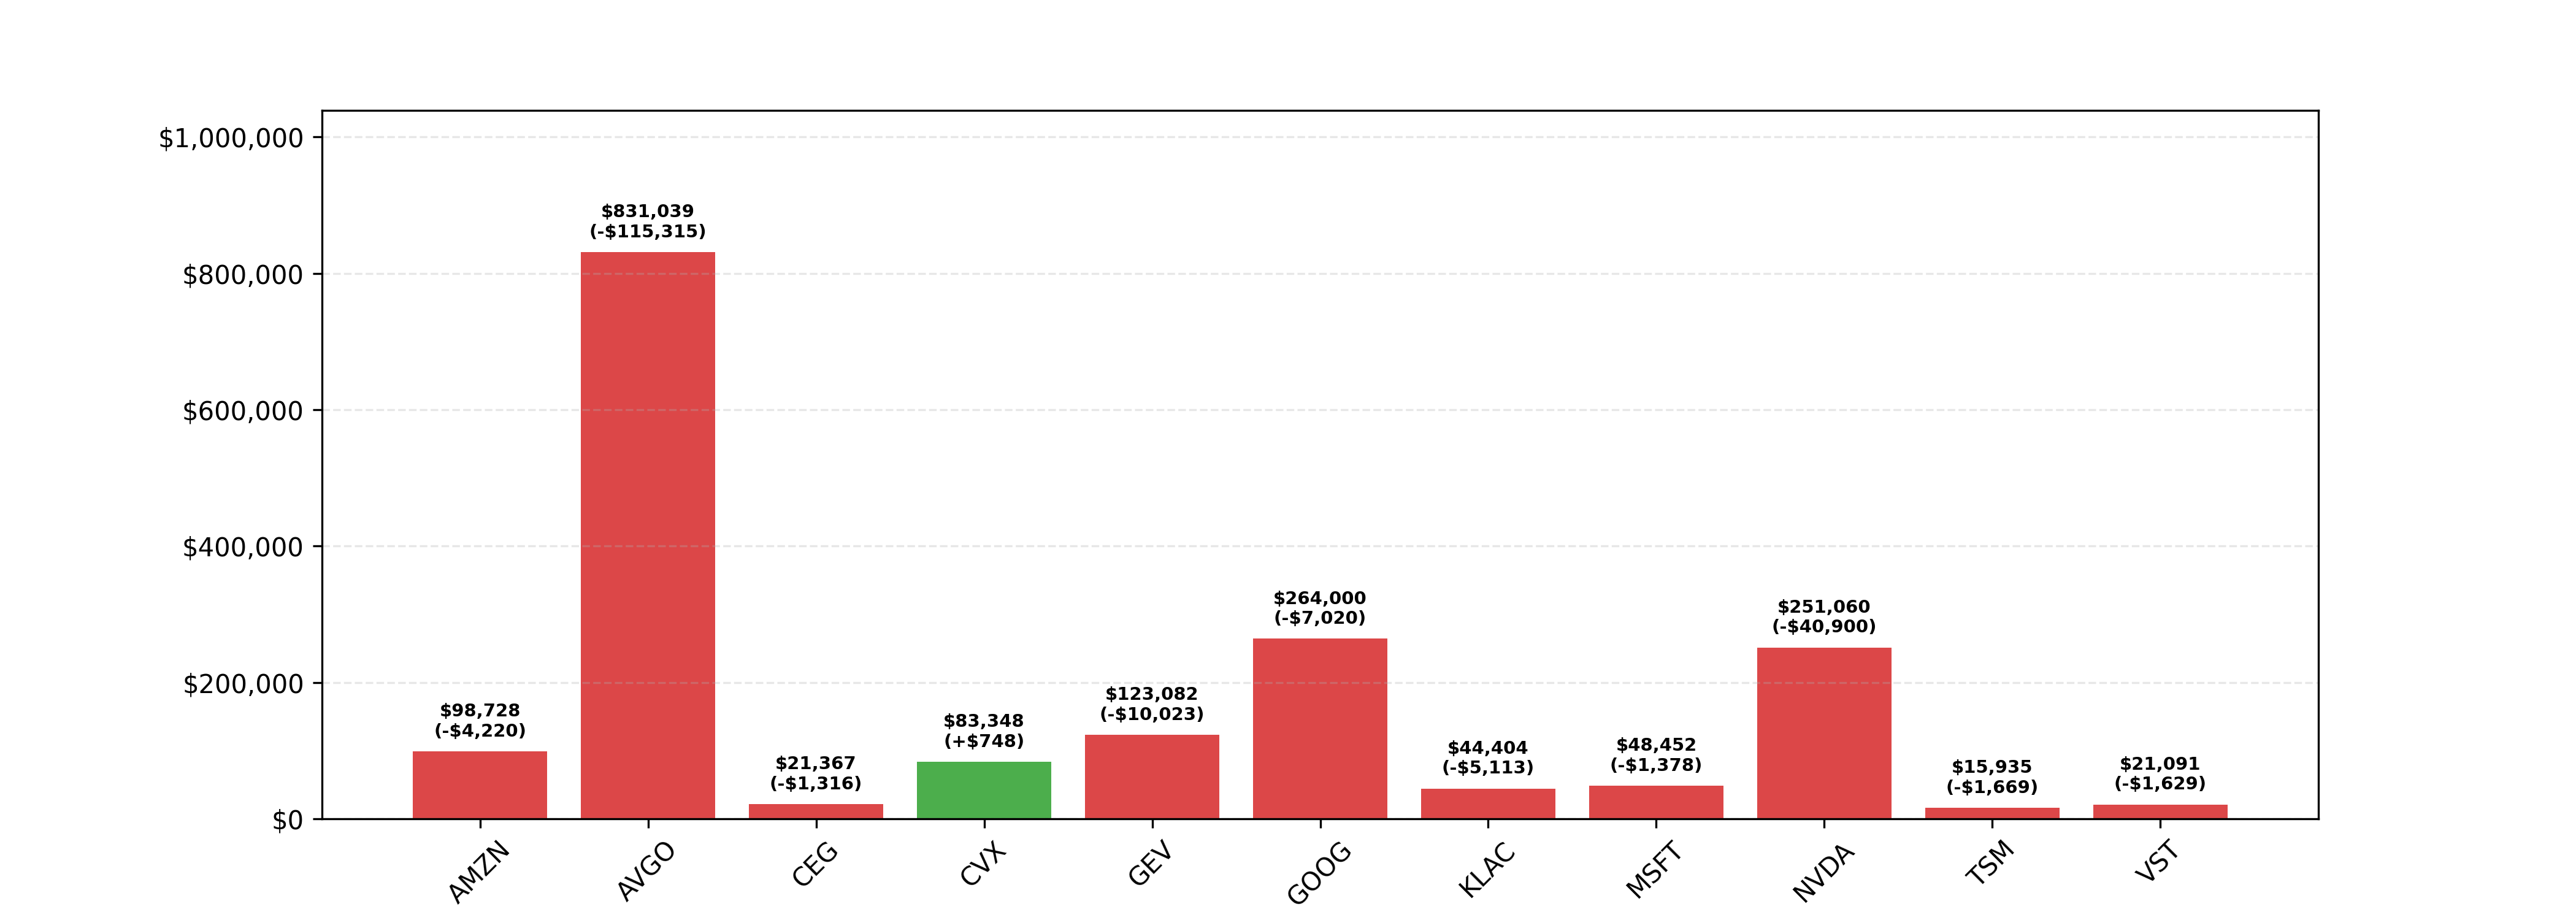 $1,000,000
$800,000
$600,000
$400,000
$200,000
$0
$98,728
(-$4,220)
$831,039
(-$115,315)
$21,367
(-$1,316)
$83,348
(+$748)
$123,082
(-$10,023)
$264,000
(-$7,020)
$44,404
(-$5,113)
$48,452
(-$1,378)
$251,060
(-$40,900)
$15,935
(-$1,669)
$21,091
(-$1,629)
AMZN
AVGO
CEG
CVX
GEV
GOOG
KLAC
MSFT
NVDA
TSM
VST